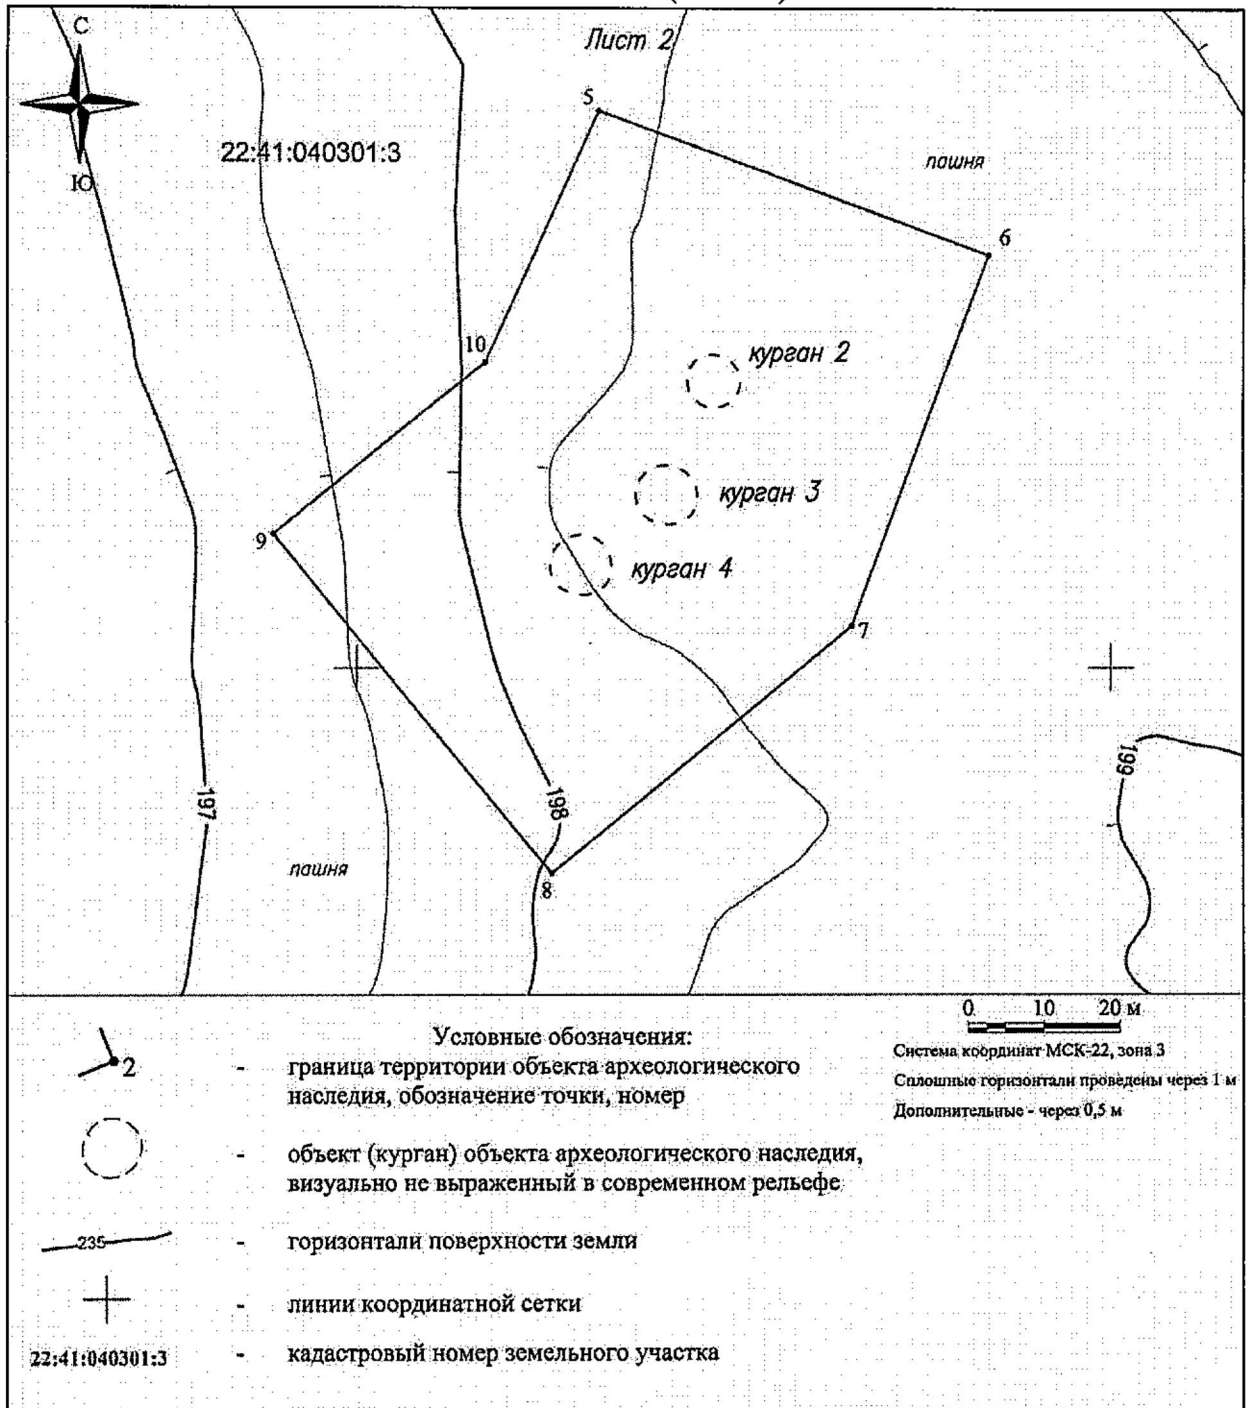 Лист 2
С
Ю
22:41:040301:3
5
пашня
6
10
курган 2
курган 3
9
курган 4
7
199
197
198
пашня
8
0 10 20 м
Условные обозначения:
Система координат МСК-22, зона 3
Сплошные горизонтали проведены через 1 м
Дополнительные - через 0,5 м
2 - граница территории объекта археологического
наследия, обозначение точки, номер
- объект (курган) объекта археологического наследия,
визуально не выраженный в современном рельефе
235 - горизонтали поверхности земли
- линии координатной сетки
22:41:040301:3 - кадастровый номер земельного участка